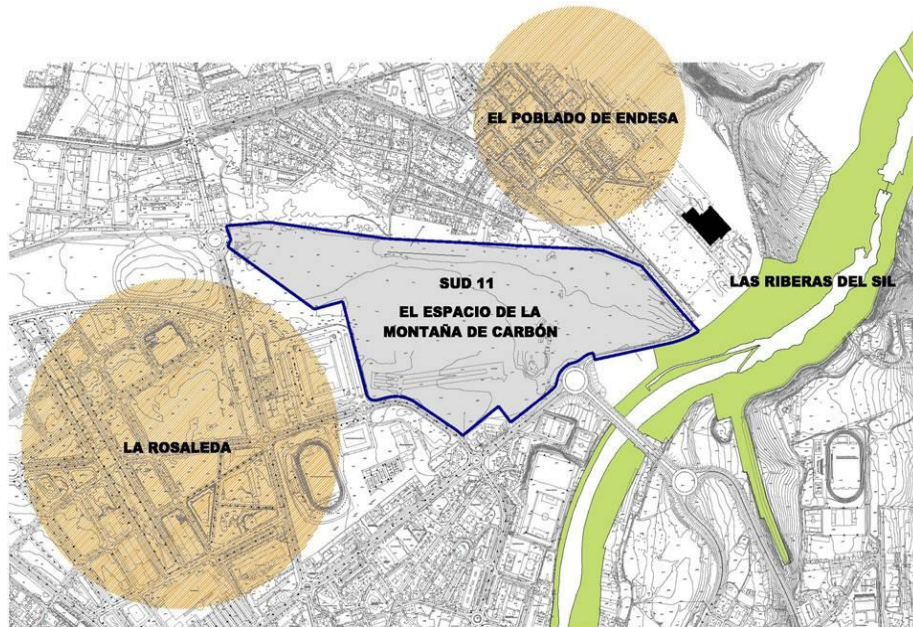 EL POBLADO DE ENDESA
SUD 11
EL ESPACIO DE LA
MONTAÑA DE CARBÓN
LAS RIBERAS DEL SIL
LA ROSALEDA